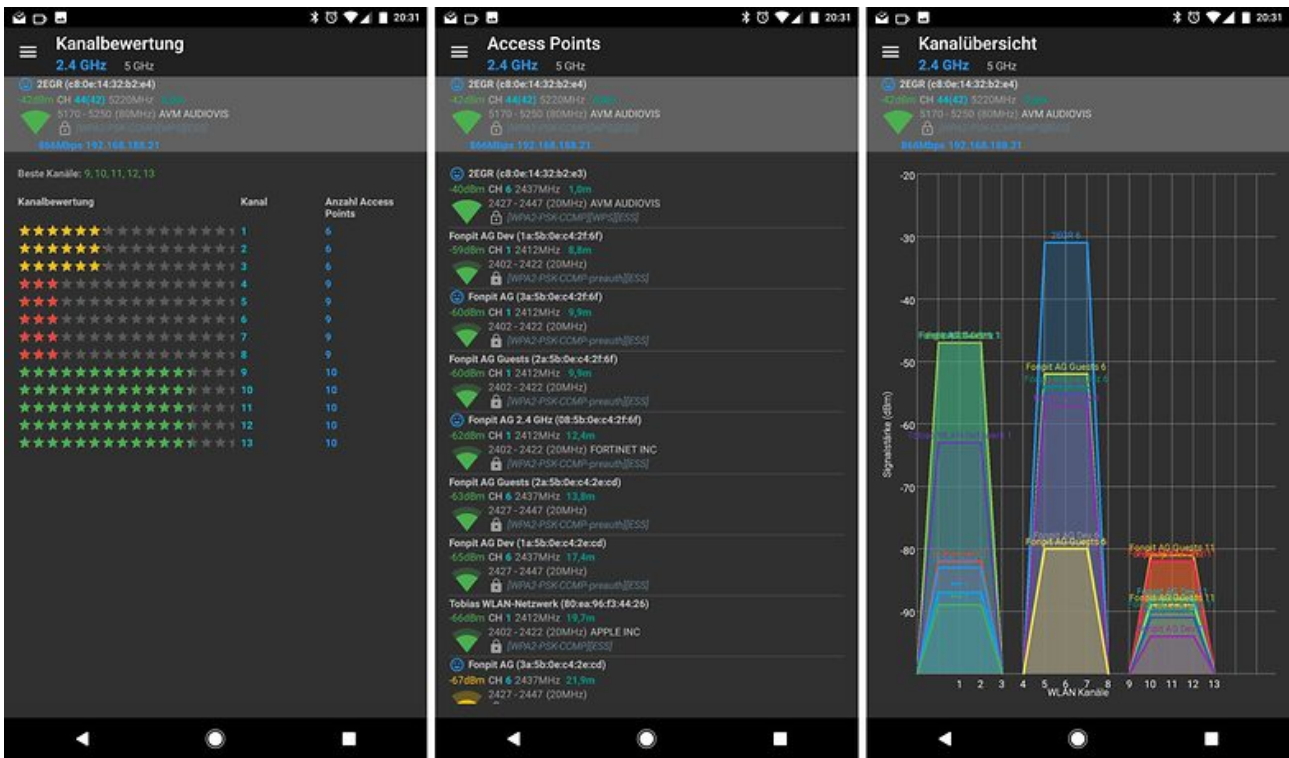 20:31
Kanalbewertung
2.4 GHz 5 GHz
2EGR (c8:0e:14:32:b2:e4)
-42dBm CH 44(42) 5220MHz
5170 - 5250 (80MHz) AVM AUDIOVIS
[WPA2-PSK-CCMP][WPS][ESS]
866Mbps 192.168.188.21
Beste Kanäle: 9, 10, 11, 12, 13
Kanalbewertung Kanal Anzahl Access
Points
1 6
2 6
3 6
4 9
5 9
6 9
7 9
8 9
9 10
10 10
11 10
12 10
13 10
20:31
Access Points
2.4 GHz 5 GHz
2EGR (c8:0e:14:32:b2:e4)
-42dBm CH 44(42) 5220MHz
5170 - 5250 (80MHz) AVM AUDIOVIS
[WPA2-PSK-CCMP][WPS][ESS]
866Mbps 192.168.188.21
2EGR (c8:0e:14:32:b2:e3)
-40dBm CH 6 2437MHz 1,0m
2427 - 2447 (20MHz) AVM AUDIOVIS
[WPA2-PSK-CCMP][WPS][ESS]
Fonpit AG Dev (1a:5b:0e:c4:2f:6f)
-59dBm CH 1 2412MHz 8,8m
2402 - 2422 (20MHz)
[WPA2-PSK-CCMP-preauth][ESS]
Fonpit AG (3a:5b:0e:c4:2f:6f)
-60dBm CH 1 2412MHz 9,9m
2402 - 2422 (20MHz)
[WPA2-PSK-CCMP-preauth][ESS]
Fonpit AG Guests (2a:5b:0e:c4:2f:6f)
-60dBm CH 1 2412MHz 9,9m
2402 - 2422 (20MHz)
[WPA2-PSK-CCMP-preauth][ESS]
Fonpit AG 2.4 GHz (08:5b:0e:c4:2f:6f)
-62dBm CH 1 2412MHz 12,4m
2402 - 2422 (20MHz) FORTINET INC
[WPA2-PSK-CCMP-preauth][ESS]
Fonpit AG Guests (2a:5b:0e:c4:2e:cd)
-63dBm CH 6 2437MHz 13,8m
2427 - 2447 (20MHz)
[WPA2-PSK-CCMP-preauth][ESS]
Fonpit AG Dev (1a:5b:0e:c4:2e:cd)
-65dBm CH 6 2437MHz 17,4m
2427 - 2447 (20MHz)
[WPA2-PSK-CCMP-preauth][ESS]
Tobias WLAN-Netzwerk (80:ea:96:f3:44:26)
-66dBm CH 1 2412MHz 19,7m
2402 - 2422 (20MHz) APPLE INC
[WPA2-PSK-CCMP][ESS]
Fonpit AG (3a:5b:0e:c4:2e:cd)
-67dBm CH 6 2437MHz 21,9m
2427 - 2447 (20MHz)
20:31
Kanalübersicht
2.4 GHz 5 GHz
2EGR (c8:0e:14:32:b2:e4)
-42dBm CH 44(42) 5220MHz
5170 - 5250 (80MHz) AVM AUDIOVIS
[WPA2-PSK-CCMP][WPS][ESS]
866Mbps 192.168.188.21
-20
-30
-40
-50
-60
-70
-80
-90
Signalstärke (dBm)
2EGR 6
Fonpit AG Guests 6
Tobias WLAN-Netzwerk 1
Fonpit AG Guests 6
Fonpit AG Guests 11
1 2 3 4 5 6 7 8 9 10 11 12 13
WLAN Kanäle